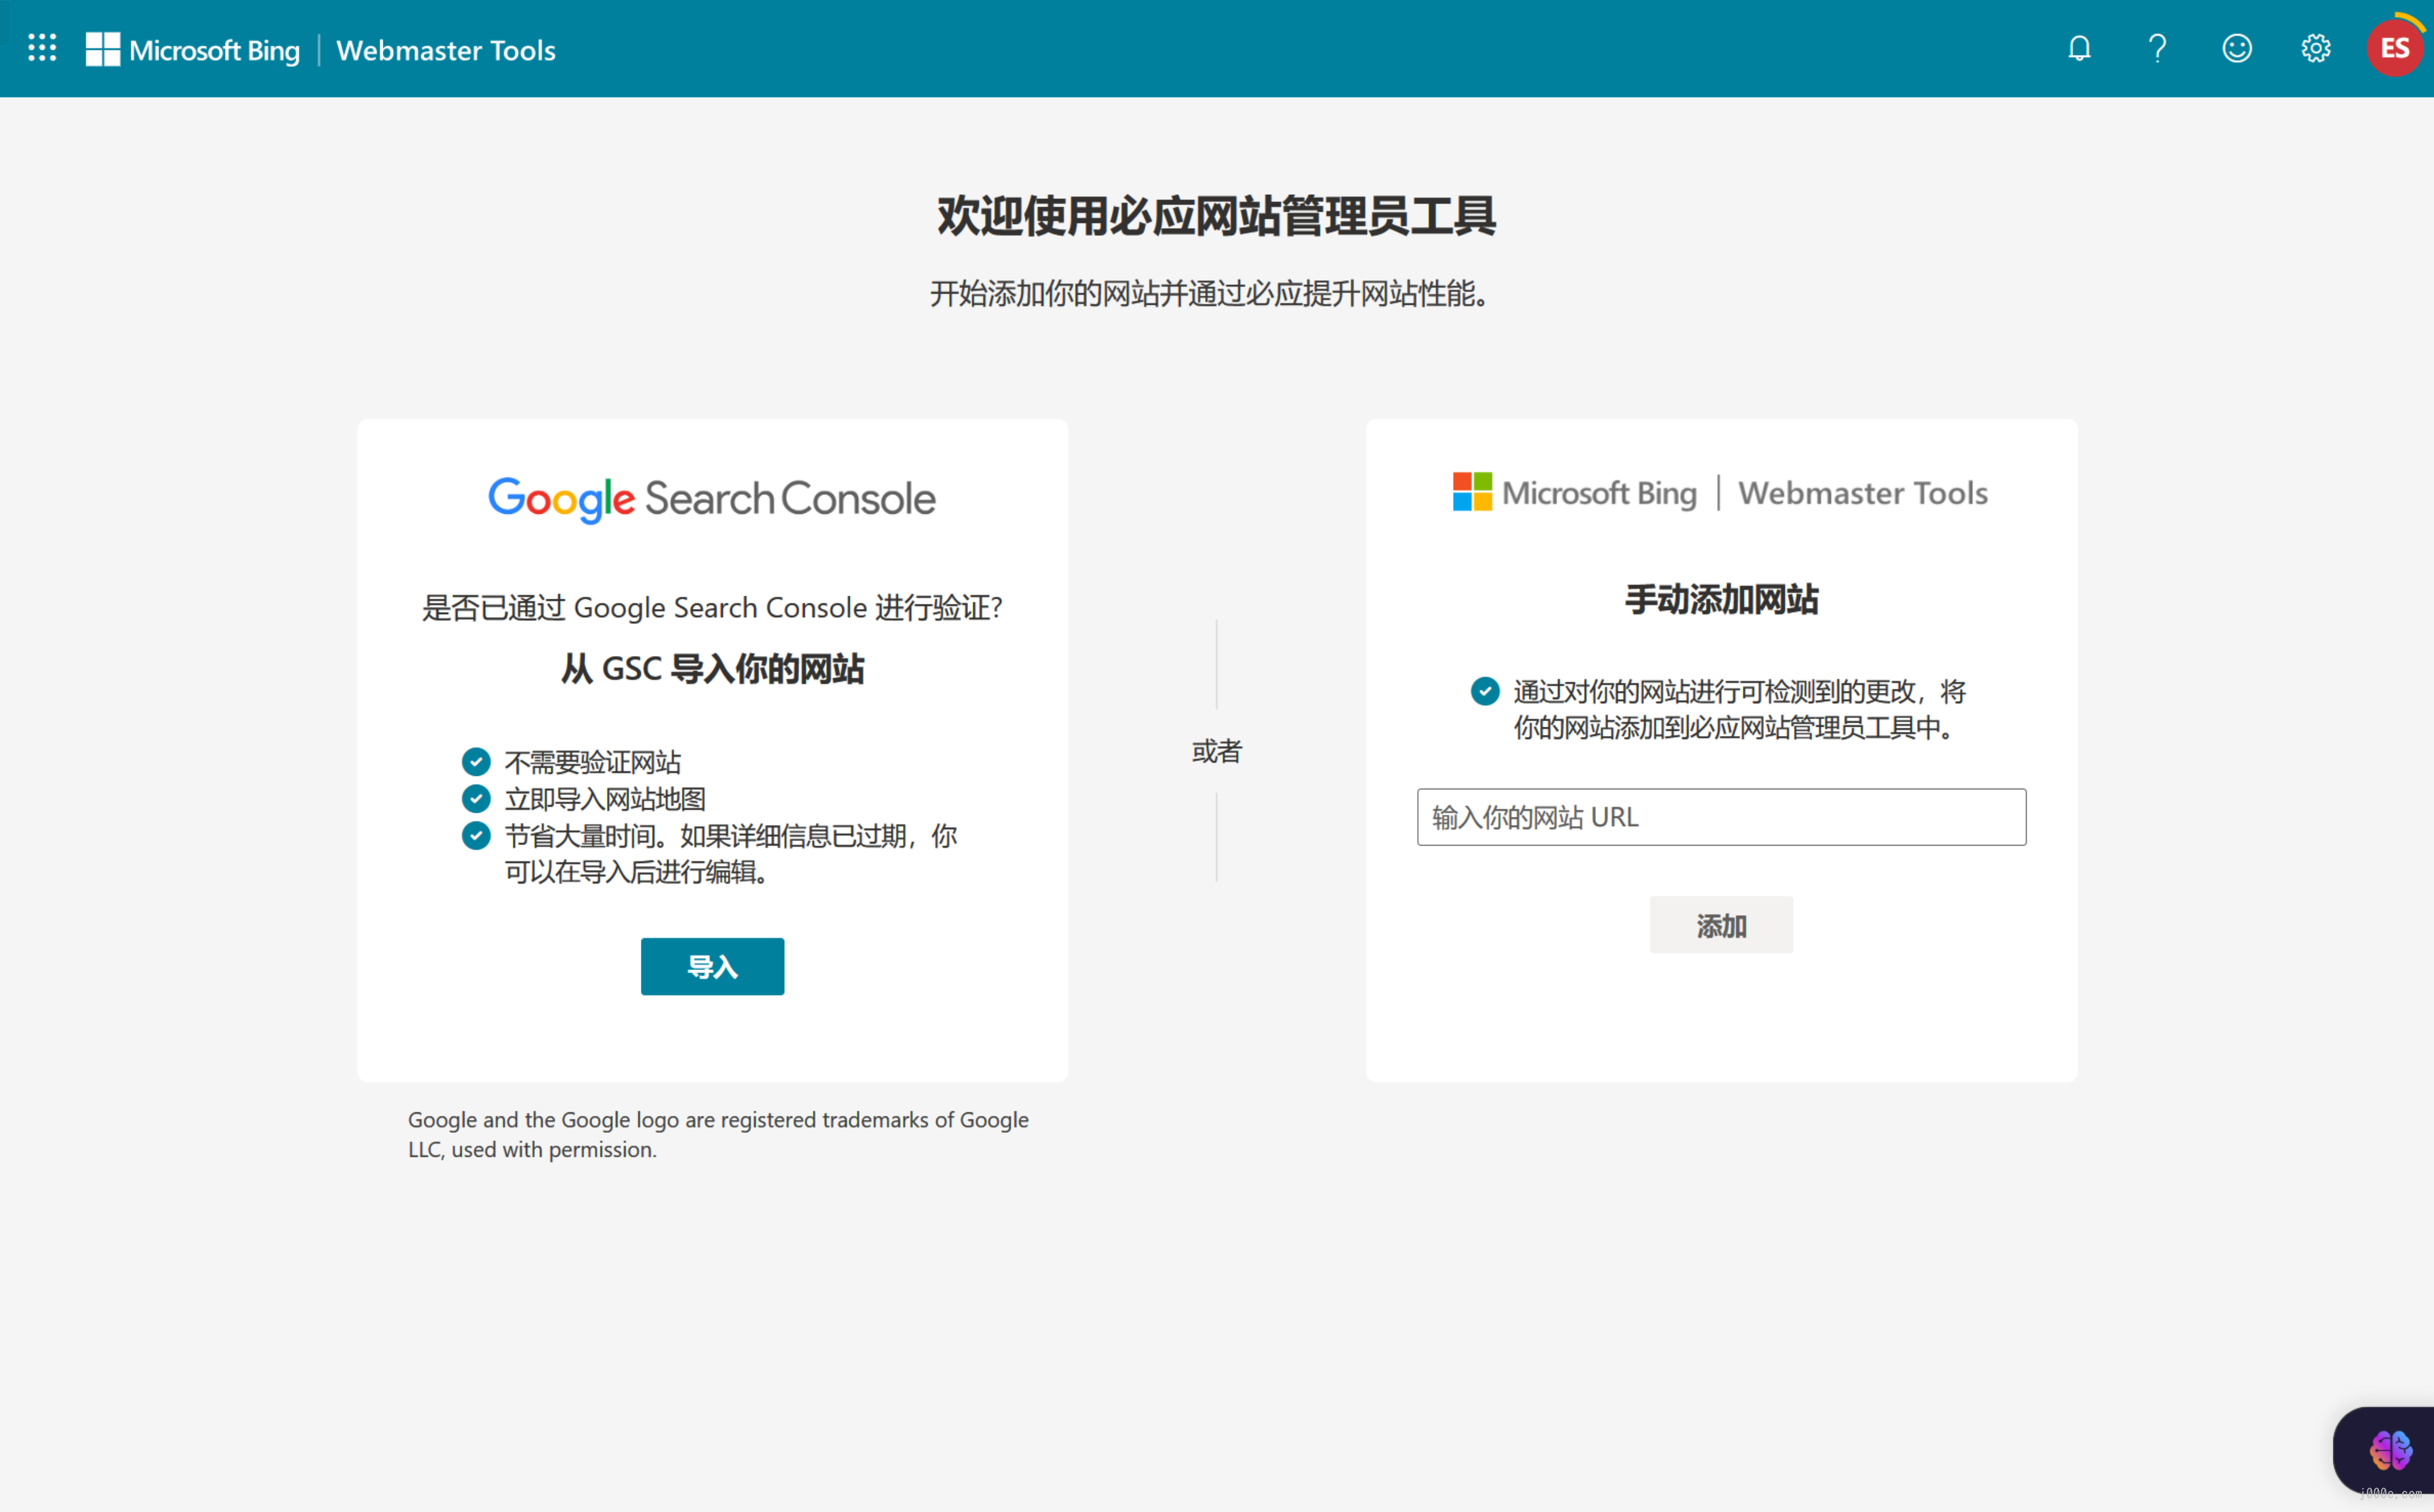 Microsoft Bing | Webmaster Tools
ES
欢迎使用必应网站管理员工具
开始添加你的网站并通过必应提升网站性能。
Google Search Console
是否已通过 Google Search Console 进行验证?
从 GSC 导入你的网站
不需要验证网站
立即导入网站地图
节省大量时间。如果详细信息已过期，你
可以在导入后进行编辑。
导入
Google and the Google logo are registered trademarks of Google
LLC, used with permission.
或者
Microsoft Bing | Webmaster Tools
手动添加网站
通过对你的网站进行可检测到的更改，将
你的网站添加到必应网站管理员工具中。
输入你的网站 URL
添加
j000e.com